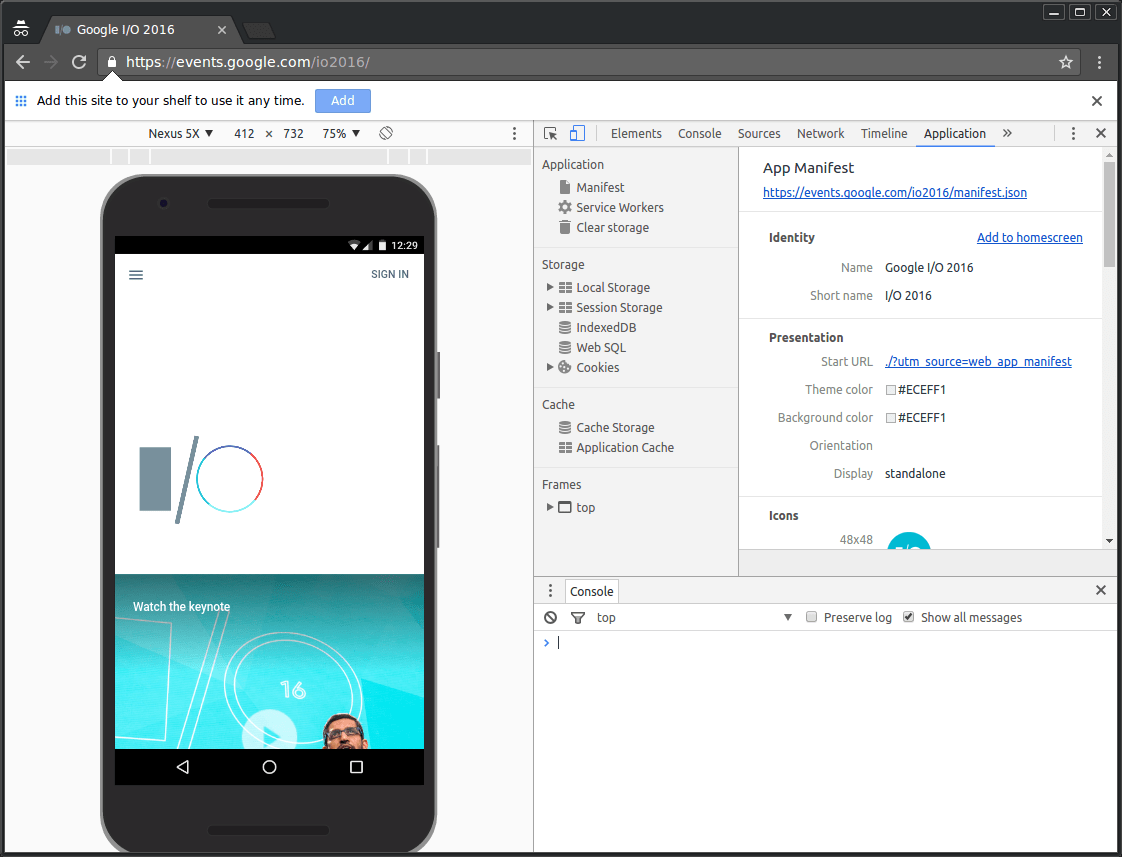 Google I/O 2016
https://events.google.com/io2016/
Add this site to your shelf to use it any time. Add
Nexus 5X 412 × 732 75%
12:29
SIGN IN
Watch the keynote
16
Elements Console Sources Network Timeline Application »
Application
Manifest
Service Workers
Clear storage
Storage
Local Storage
Session Storage
IndexedDB
Web SQL
Cookies
Cache
Cache Storage
Application Cache
Frames
top
App Manifest
https://events.google.com/io2016/manifest.json
Identity Add to homescreen
Name Google I/O 2016
Short name I/O 2016
Presentation
Start URL ./?utm_source=web_app_manifest
Theme color #ECEFF1
Background color #ECEFF1
Orientation
Display standalone
Icons
48x48
Console
top Preserve log Show all messages